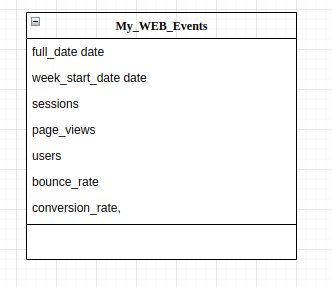 My_WEB_Events
full_date date
week_start_date date
sessions
page_views
users
bounce_rate
conversion_rate,